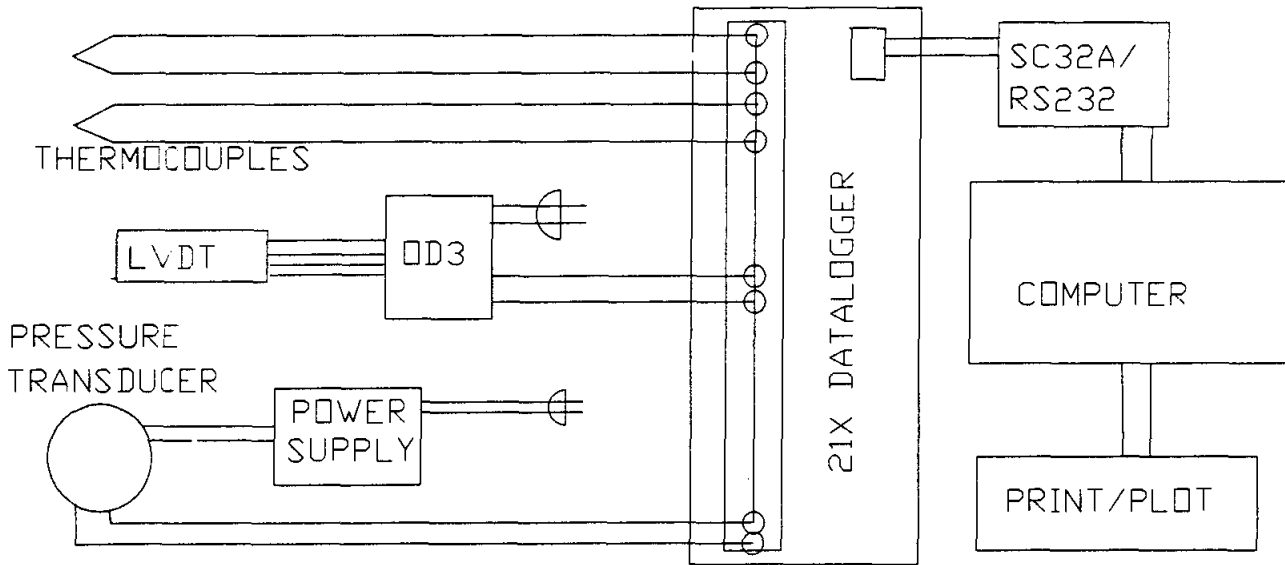 THERMOCOUPLES
LVDT
OD3
PRESSURE
TRANSDUCER
POWER
SUPPLY
21X DATALOGGER
SC32A/
RS232
COMPUTER
PRINT/PLOT